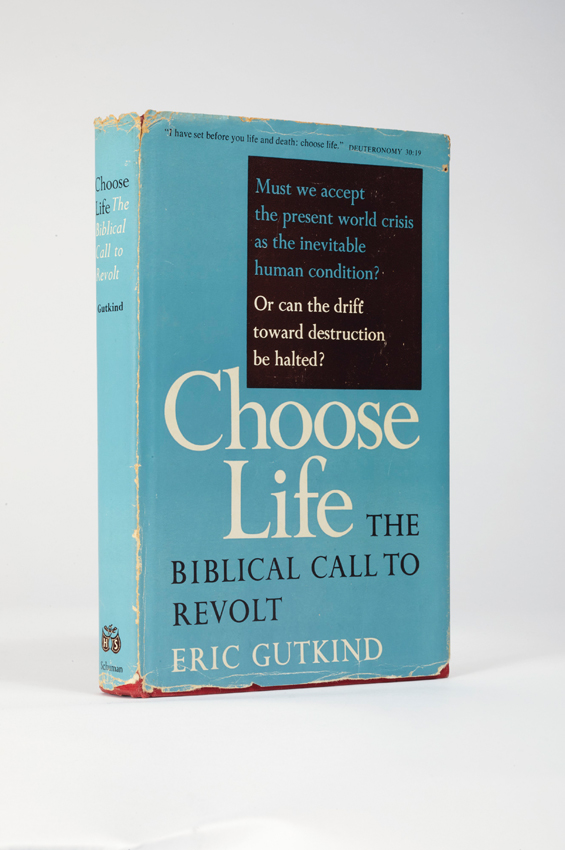 "I have set before you life and death: choose life." DEUTERONOMY 30:19
Must we accept
the present world crisis
as the inevitable
human condition?
Or can the drift
toward destruction
be halted?
Choose
Life THE
BIBLICAL CALL TO
REVOLT
ERIC GUTKIND
Choose
Life The
Biblical
Call to
Revolt
Gutkind
H S